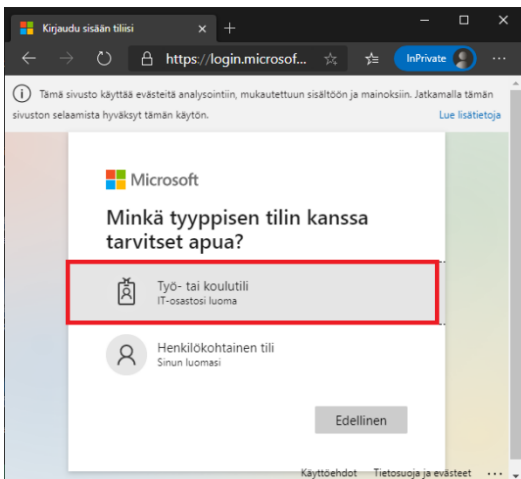 Kirjaudu sisään tiliisi
https://login.microsof...
InPrivate
Tämä sivusto käyttää evästeitä analysointiin, mukautettuun sisältöön ja mainoksiin. Jatkamalla tämän
sivuston selaamista hyväksyt tämän käytön.
Lue lisätietoja
Microsoft
Minkä tyyppisen tilin kanssa
tarvitset apua?
Työ- tai koulutili
IT-osastosi luoma
Henkilökohtainen tili
Sinun luomasi
Edellinen
Käyttöehdot Tietosuoja ja evästeet ...